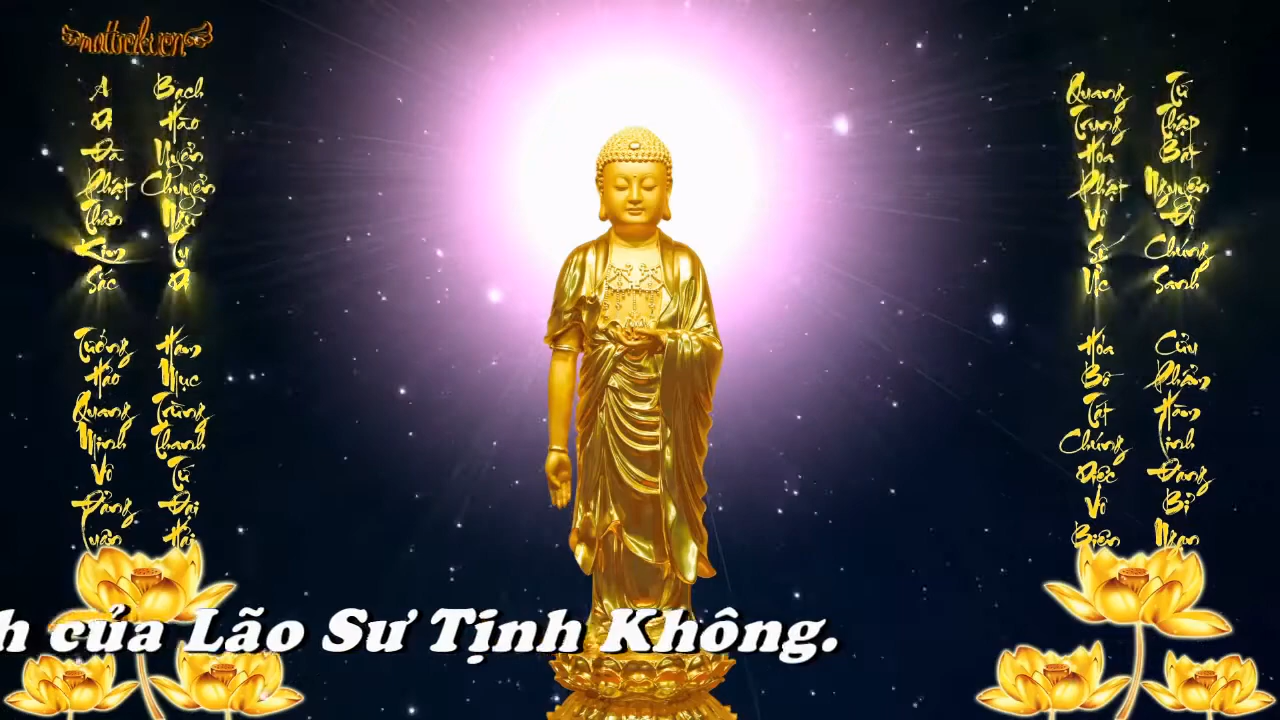 mattroikucon
A Di Đà Phật Thân Kim Sắc
Tướng Hảo Quang Minh Vô Đẳng Luân
Bạch Hào Uyển Chuyển Ngũ Tu Di
Hám Mục Trừng Thanh Tứ Đại Hải
Quang Trung Hóa Phật Vô Số Ức
Hóa Bồ Tát Chúng Diệc Vô Biên
Tứ Thập Bát Nguyện Độ Chúng Sanh
Cửu Phẩm Hàm Linh Đăng Bỉ Ngạn
h của Lão Sư Tịnh Không.